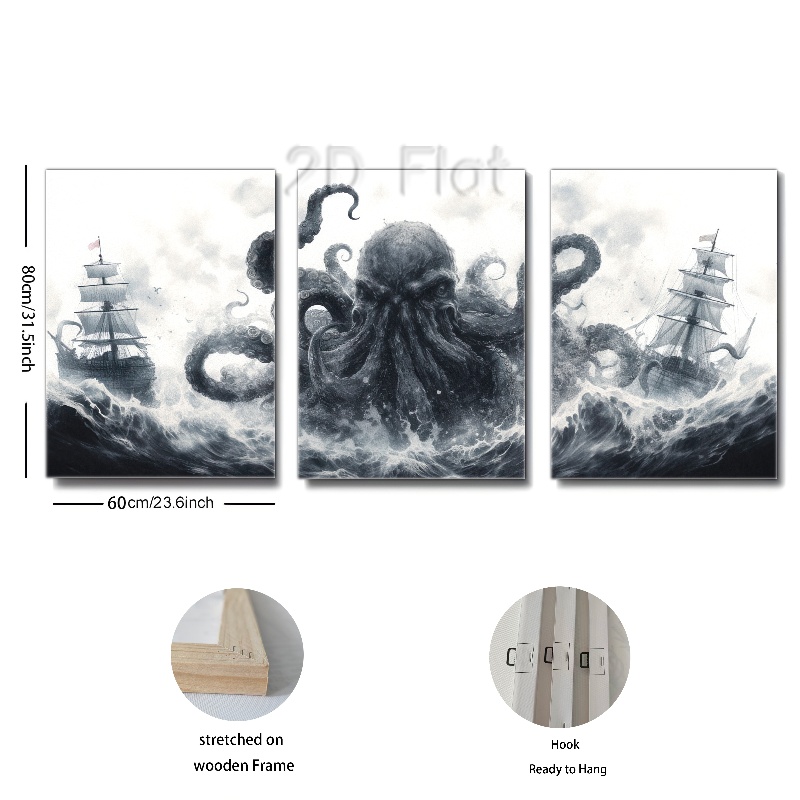 2D Flat
80cm/31.5inch
60cm/23.6inch
stretched on
wooden Frame
Hook
Ready to Hang